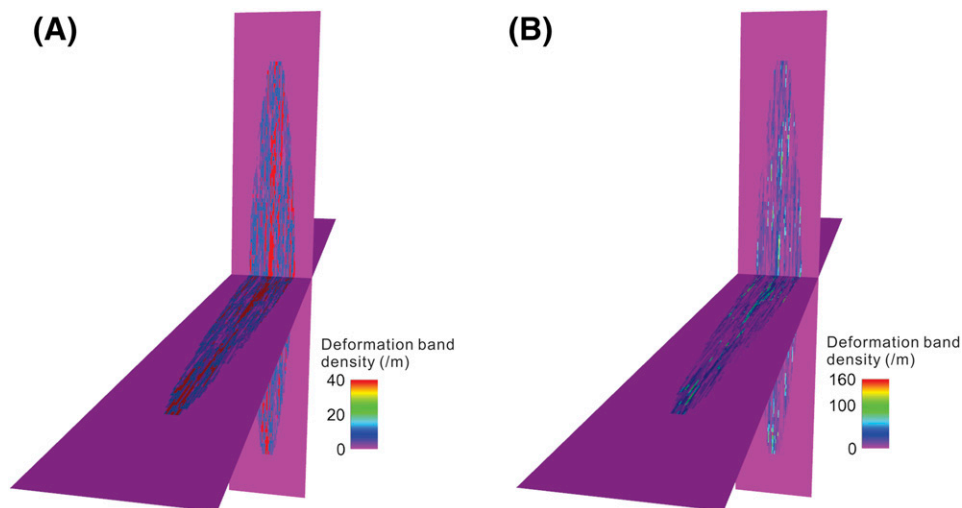 (A)
(B)
Deformation band
density (/m)
40
20
0
Deformation band
density (/m)
160
100
0